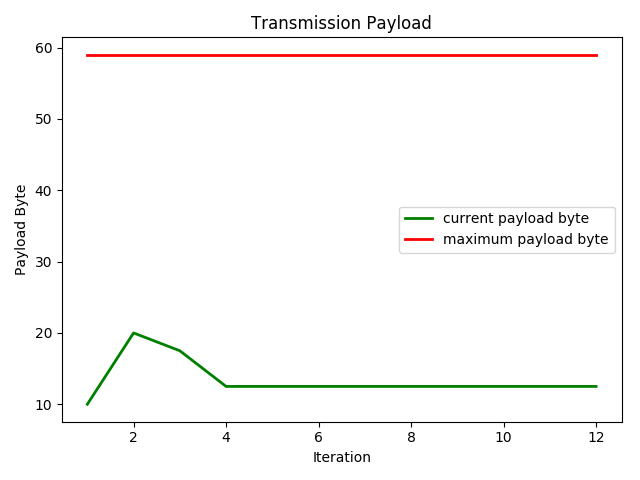 Transmission Payload
Payload Byte
60
50
40
30
20
10
current payload byte
maximum payload byte
2 4 6 8 10 12
Iteration